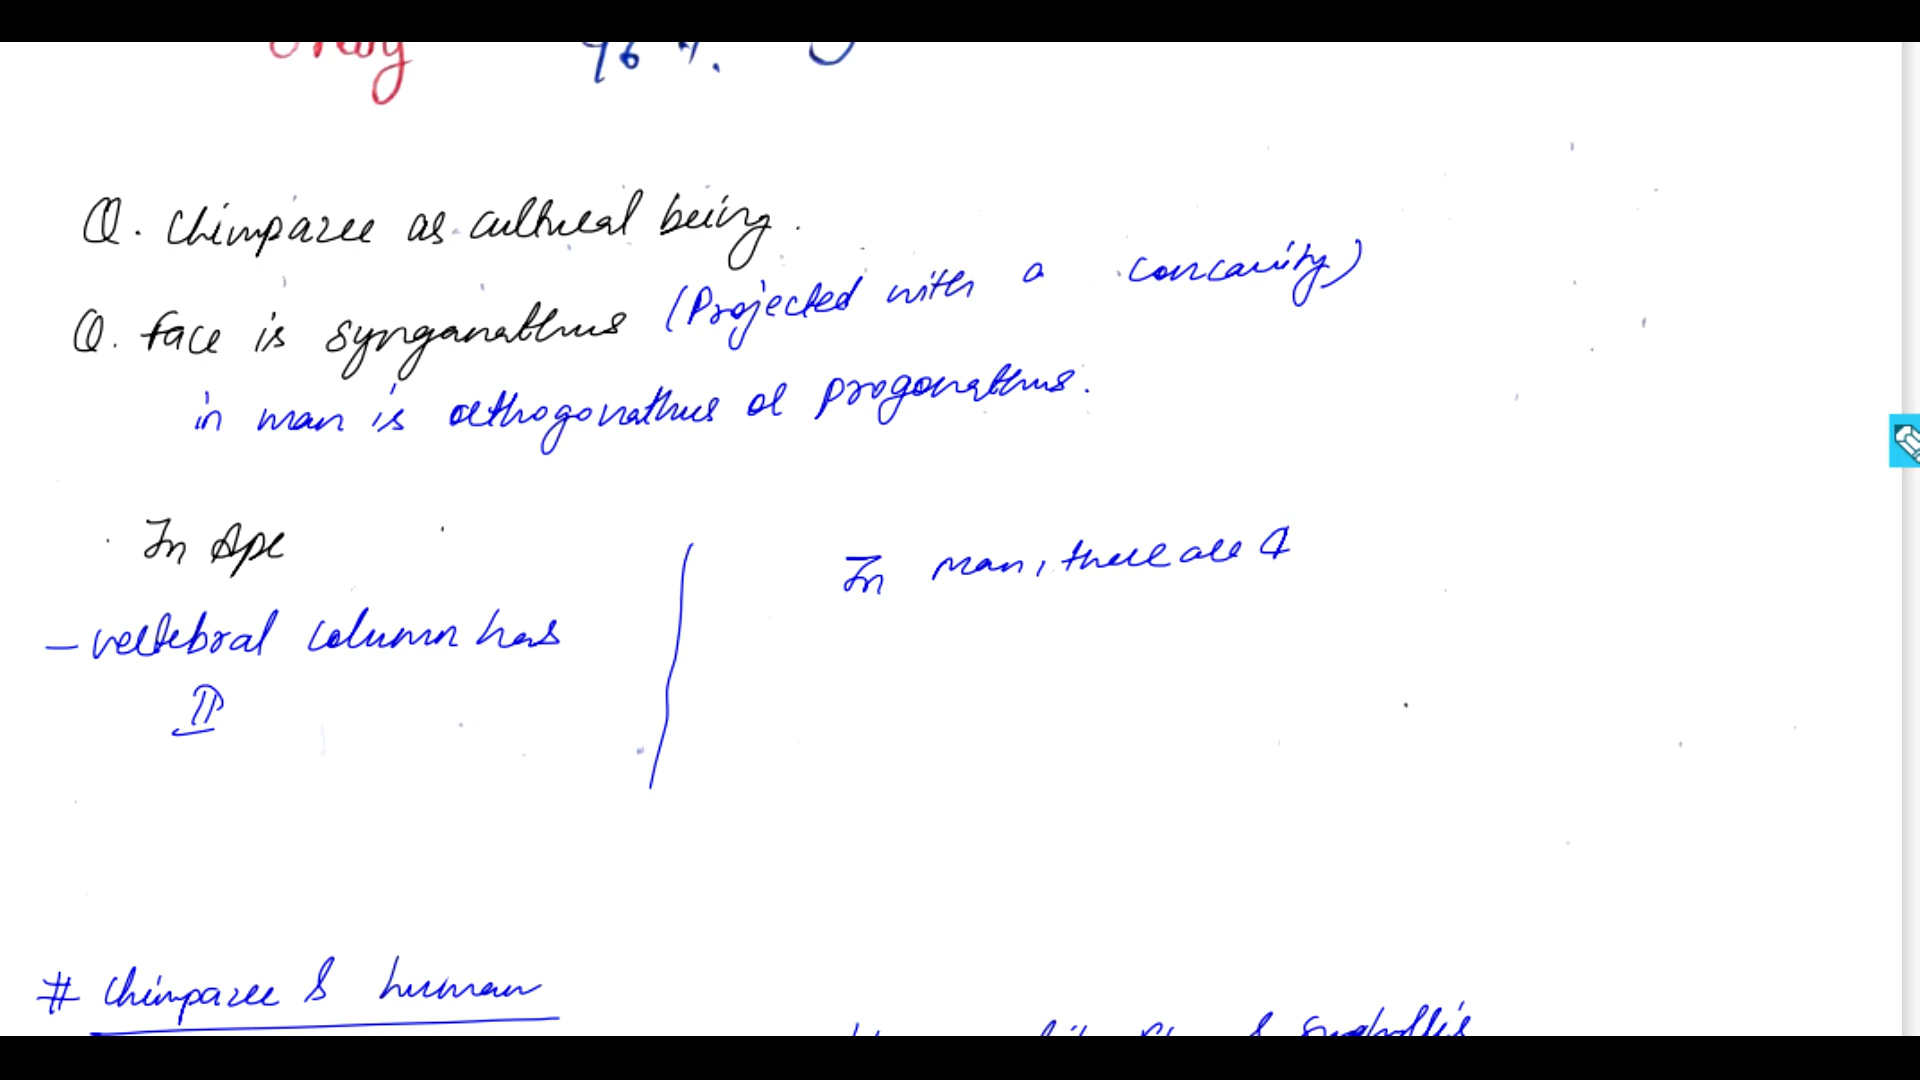 96%.
Q. Chimpazee as cultural being.
Q. face is synganathus (Projected with a concavity)
in man is orthogonathus or progonathus.
In Ape
In man, there are 4
- vertebral column has
II
# Chimpazee & human